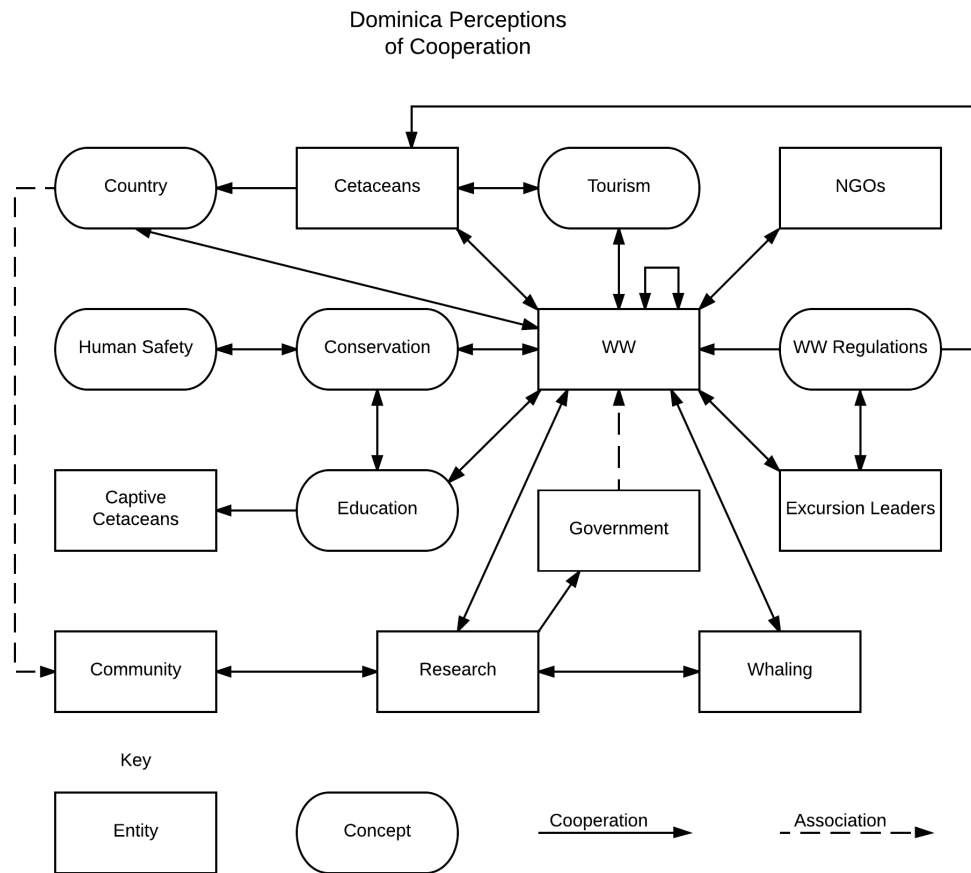 Dominica Perceptions
of Cooperation
Country
Cetaceans
Tourism
NGOs
Human Safety
Conservation
WW
WW Regulations
Captive
Cetaceans
Education
Government
Excursion Leaders
Community
Research
Whaling
Key
Entity
Concept
Cooperation
Association